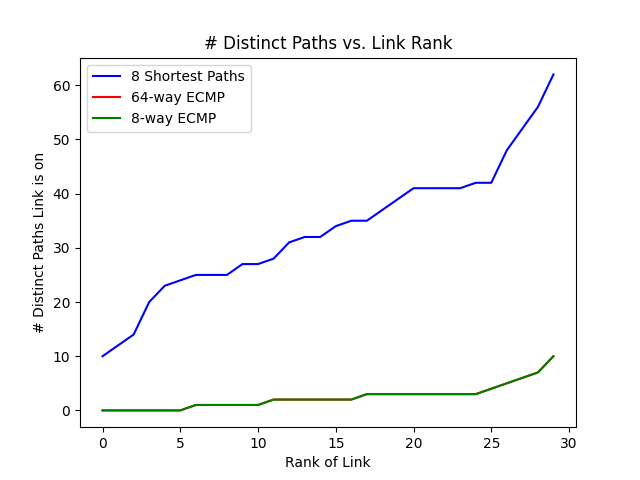 # Distinct Paths vs. Link Rank
8 Shortest Paths
64-way ECMP
8-way ECMP
# Distinct Paths Link is on
60
50
40
30
20
10
0
0 5 10 15 20 25 30
Rank of Link